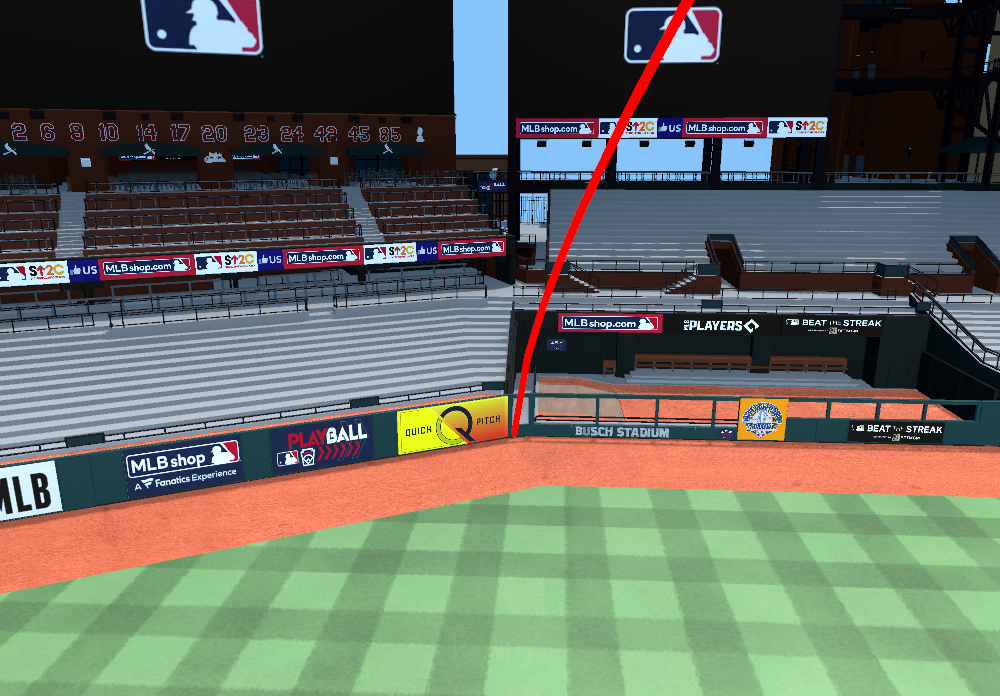 2 6 9 10 14 17 20 23 24 42 45 85
MLBshop.com
ST2C
US
MLBshop.com
ST2C
ST2C
US
MLBshop.com
ST2C
US
MLBshop.com
ST2C
US
MLBshop.com
MLBshop.com
PLAYERS
BEAT THE STREAK
MLB
MLB shop
A Fanatics Experience
PLAY BALL
QUICK PITCH
BUSCH STADIUM
BEAT THE STREAK